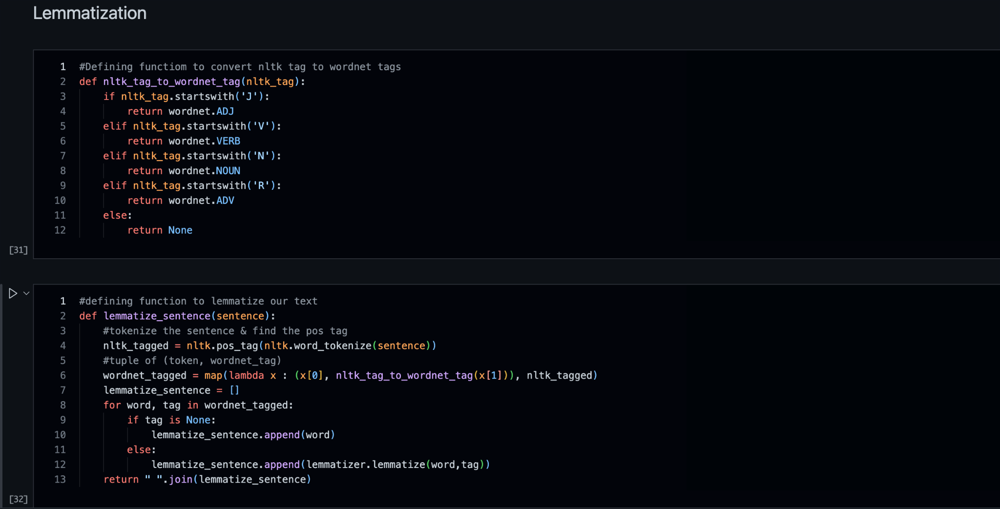 Lemmatization
1 #Defining functiom to convert nltk tag to wordnet tags
2 def nltk_tag_to_wordnet_tag(nltk_tag):
3     if nltk_tag.startswith('J'):
4         return wordnet.ADJ
5     elif nltk_tag.startswith('V'):
6         return wordnet.VERB
7     elif nltk_tag.startswith('N'):
8         return wordnet.NOUN
9     elif nltk_tag.startswith('R'):
10         return wordnet.ADV
11     else:
12         return None
[31]
1 #defining function to lemmatize our text
2 def lemmatize_sentence(sentence):
3     #tokenize the sentence & find the pos tag
4     nltk_tagged = nltk.pos_tag(nltk.word_tokenize(sentence))
5     #tuple of (token, wordnet_tag)
6     wordnet_tagged = map(lambda x : (x[0], nltk_tag_to_wordnet_tag(x[1])), nltk_tagged)
7     lemmatize_sentence = []
8     for word, tag in wordnet_tagged:
9         if tag is None:
10             lemmatize_sentence.append(word)
11         else:
12             lemmatize_sentence.append(lemmatizer.lemmatize(word,tag))
13     return " ".join(lemmatize_sentence)
[32]